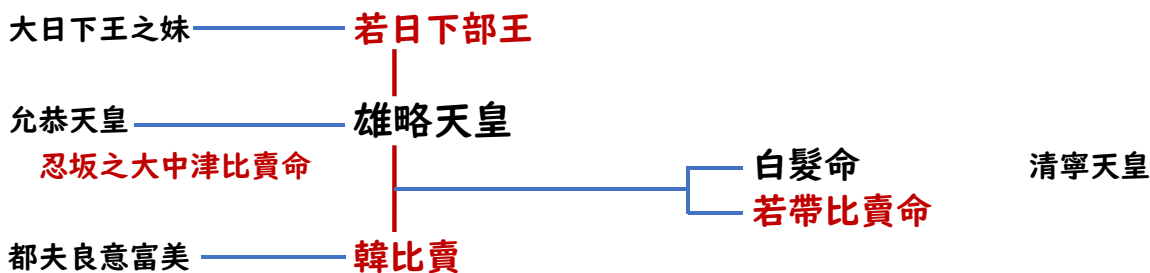 大日下王之妹 若日下部王
允恭天皇 雄略天皇
忍坂之大中津比賣命
白髮命 清寧天皇
若帶比賣命
都夫良意富美 韓比賣